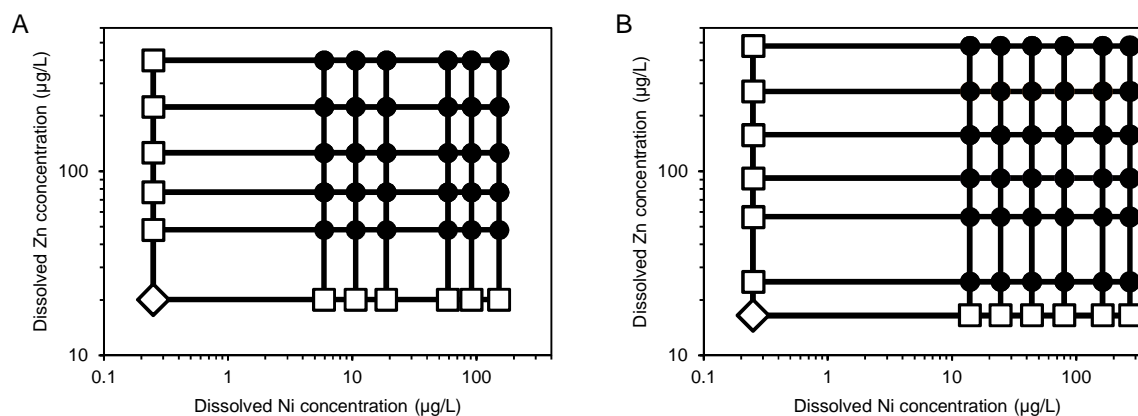 A
Dissolved Zn cconcentration (µg/L)
100
10
0.1 1 10 100
Dissolved Ni concentration (µg/L)
B
Dissolved Zn concentration (µg/L)
100
10
0.1 1 10 100
Dissolved Ni concentration (µg/L)